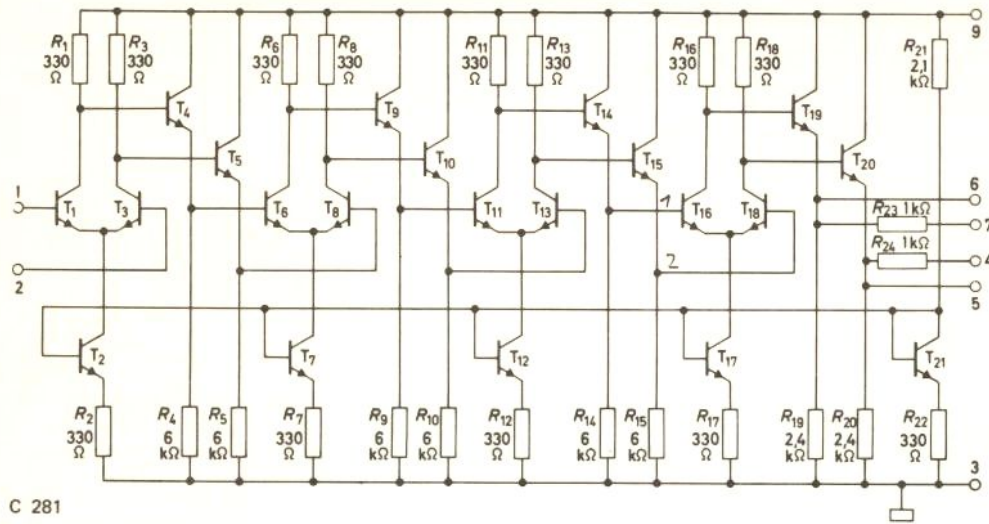 R1 330 Ω
R3 330 Ω
R6 330 Ω
R8 330 Ω
R11 330 Ω
R13 330 Ω
R16 330 Ω
R18 330 Ω
R21 2,1 kΩ
9
T4
T9
T14
T19
T5
T10
T15
T20
1
T1
T3
T6
T8
T11
T13
1
T16
T18
6
R23 1kΩ
7
R24 1kΩ
4
2
2
5
T2
T7
T12
T17
T21
R2 330 Ω
R4 6 kΩ
R5 6 kΩ
R7 330 Ω
R9 6 kΩ
R10 6 kΩ
R12 330 Ω
R14 6 kΩ
R15 6 kΩ
R17 330 Ω
R19 2,4 kΩ
R20 2,4 kΩ
R22 330 Ω
3
C 281